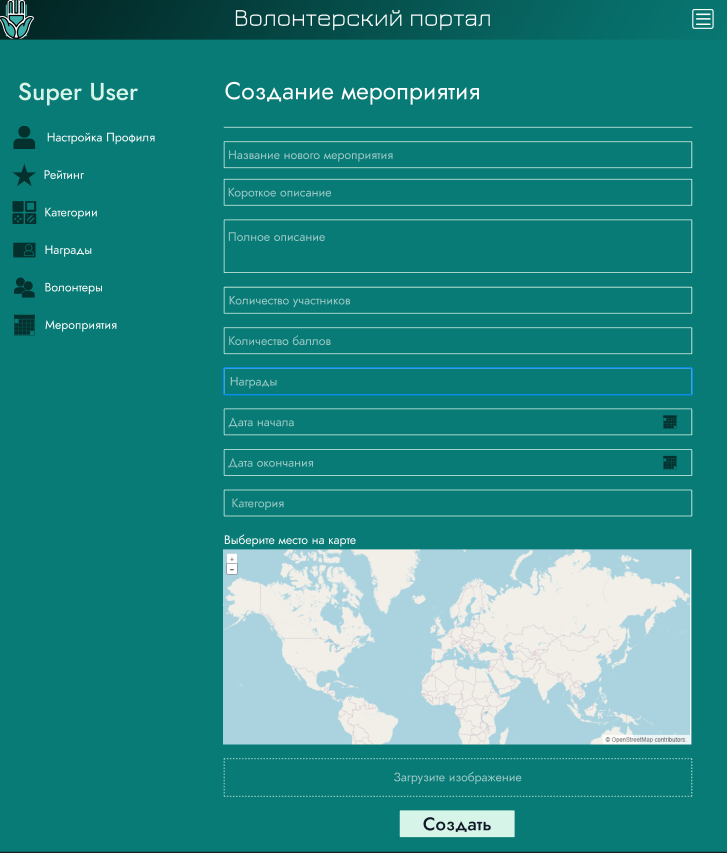 Волонтерский портал
Super User
Настройка Профиля
Рейтинг
Категории
Награды
Волонтеры
Мероприятия
Создание мероприятия
Название нового мероприятия
Короткое описание
Полное описание
Количество участников
Количество баллов
Награды
Дата начала
Дата окончания
Категория
Выберите место на карте
+
-
© OpenStreetMap contributors.
Загрузите изображение
Создать